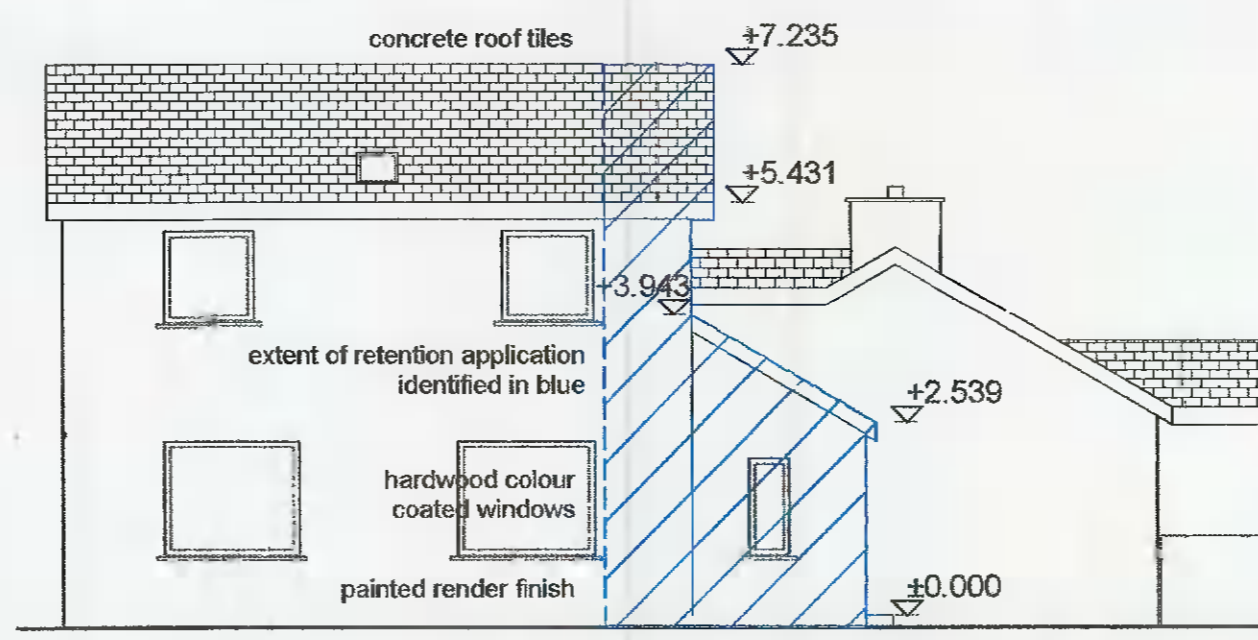 concrete roof tiles
+7.235
+5.431
+3.943
extent of retention application
identified in blue
+2.539
hardwood colour
coated windows
painted render finish
±0.000